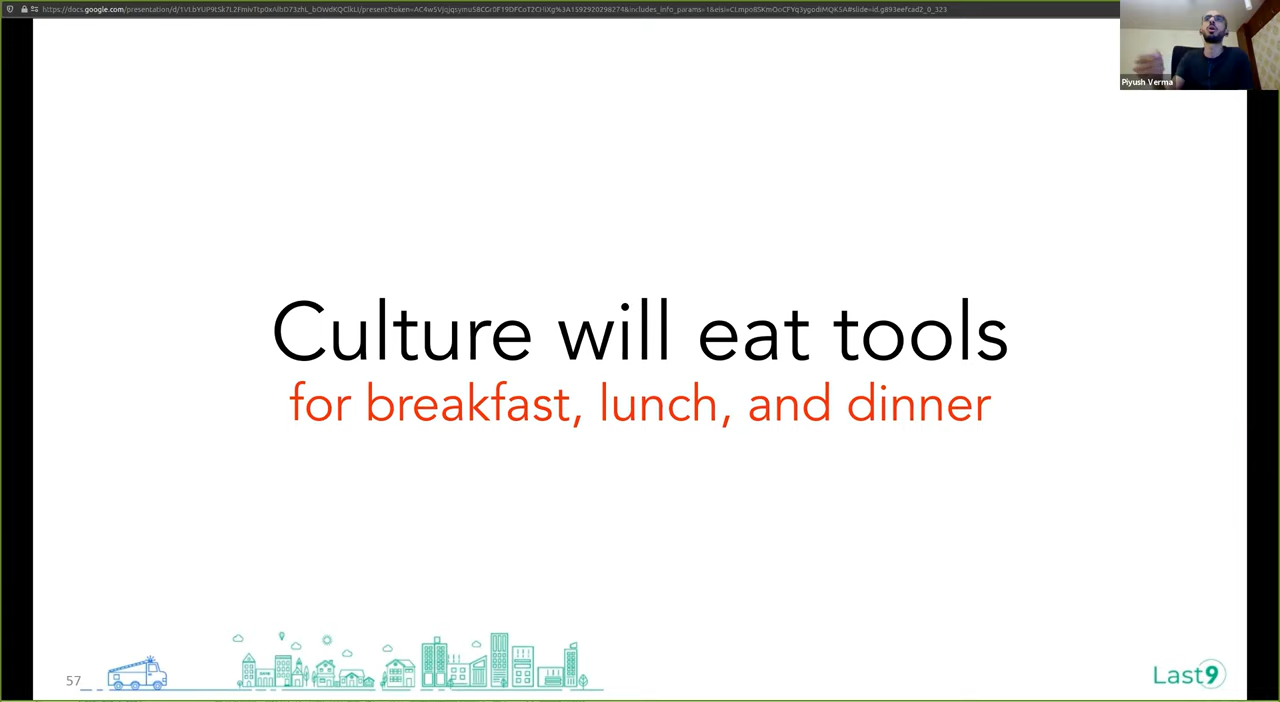 Piyush Verma
Culture will eat tools
for breakfast, lunch, and dinner
57
Last9